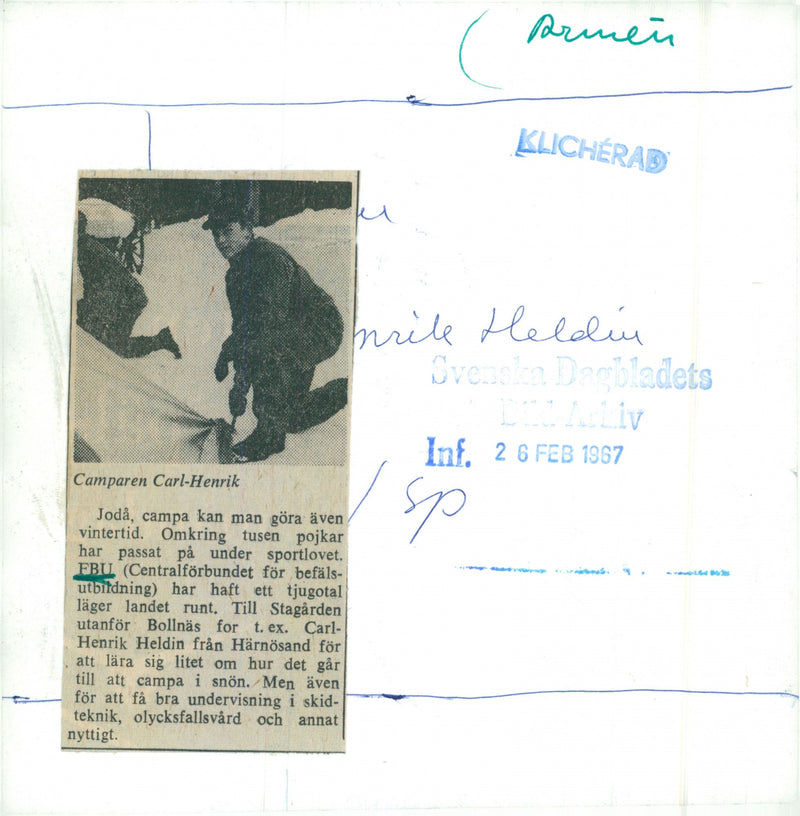 (Armén
KLICHÉRAD
nrik Heldin
Svenska Dagbladets
Bild Arkiv
Inf. 26 FEB 1967
/ Sp
Camparen Carl-Henrik
Jodå, campa kan man göra även
vintertid. Omkring tusen pojkar
har passat på under sportlovet.
FBU (Centralförbundet för befäls-
utbildning) har haft ett tjugotal
läger landet runt. Till Stagården
utanför Bollnäs for t. ex. Carl-
Henrik Heldin från Härnösand för
att lära sig litet om hur det går
till att campa i snön. Men även
för att få bra undervisning i skid-
teknik, olycksfallsvård och annat
nyttigt.